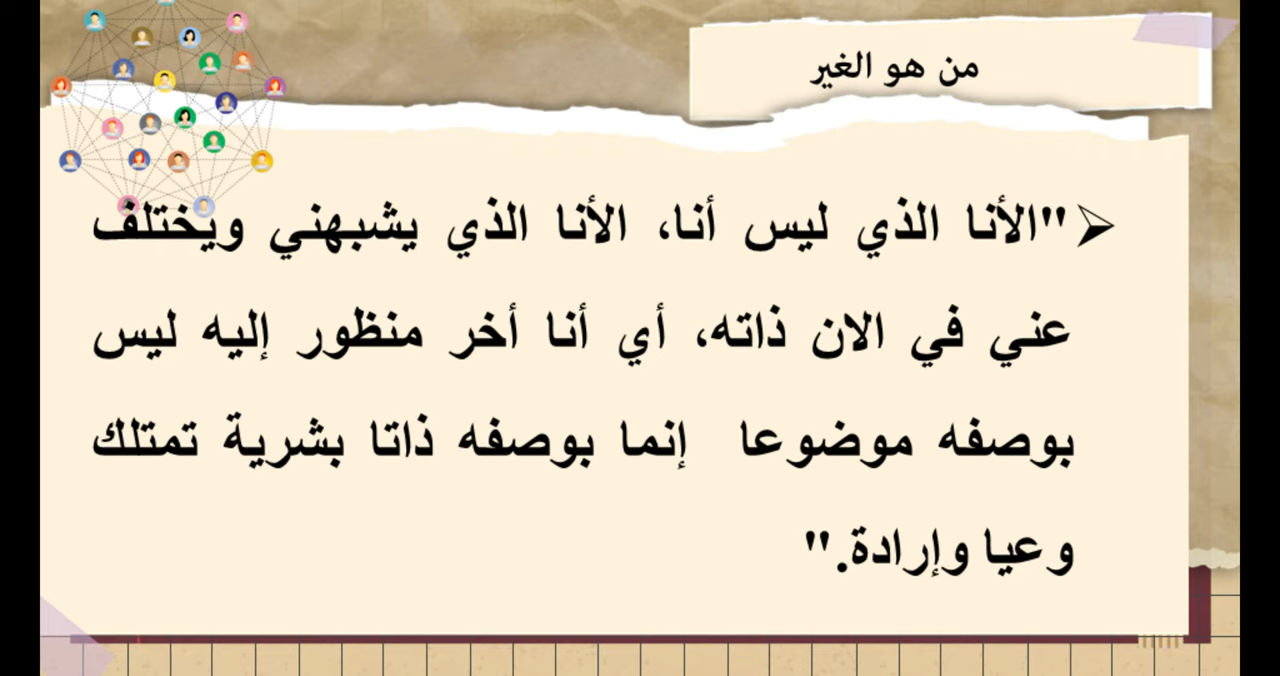 من هو الغير
"الأنا الذي ليس أنا، الأنا الذي يشبهني ويختلف
عني في الان ذاته، أي أنا أخر منظور إليه ليس
بوصفه موضوعا إنما بوصفه ذاتا بشرية تمتلك
وعيا وإرادة."